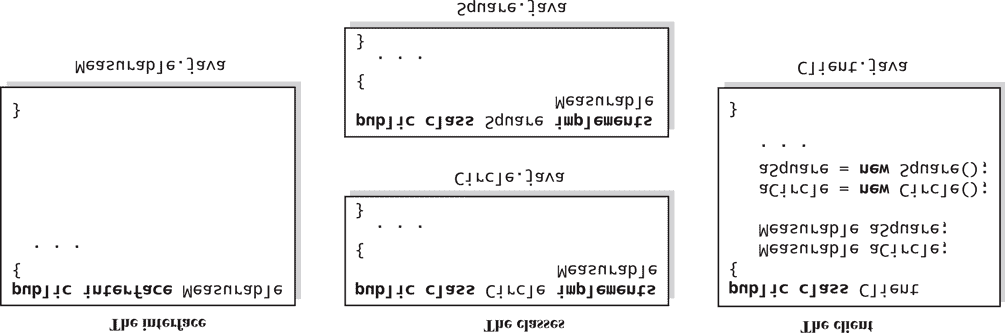 The interface
public interface Measurable
{
. . .
}
Measurable.java
The classes
public class Circle implements
Measurable
{
. . .
}
Circle.java
public class Square implements
Measurable
{
. . .
}
Square.java
The client
public class Client
{
Measurable aCircle;
Measurable aSquare;
aCircle = new Circle();
aSquare = new Square();
. . .
}
Client.java